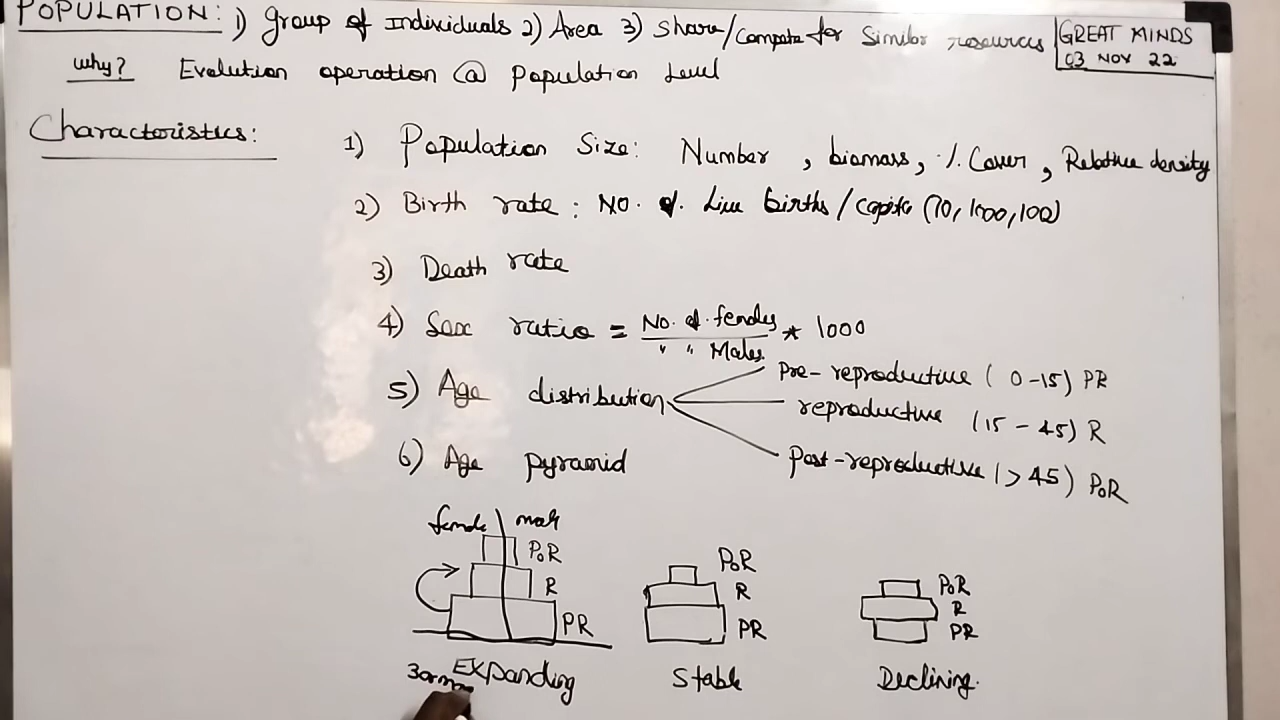 POPULATION: 1) Group of Individuals 2) Area 3) Share/Compete for Similar resources
GREAT MINDS
03 NOV 22
why? Evolution operation @ population Level
Characteristics:
1) Population Size: Number, biomass, % Cover, Relative density
2) Birth rate: NO. of. Live births/capita (10, 1000, 100)
3) Death rate
4) Sex ratio = No. of. females / " " Males * 1000
5) Age distribution
Pre-reproductive (0-15) PR
reproductive (15-45) R
Post-reproductive (>45) PoR
6) Age pyramid
female male
PoR
R
PR
Expanding
PoR
R
PR
Stable
PoR
R
PR
Declining.